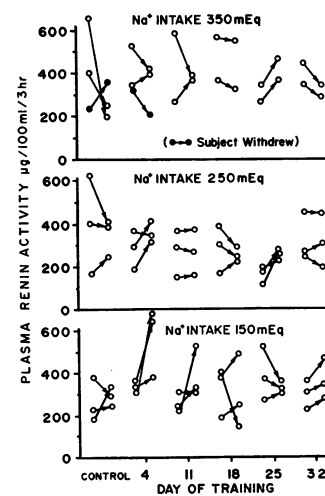 Na⁺ INTAKE 350mEq
600
400
200
0
(●─● Subject Withdrew)
Na⁺ INTAKE 250mEq
600
400
200
0
Na⁺ INTAKE 150mEq
600
400
200
0
PLASMA RENIN ACTIVITY µg/100ml/3hr
CONTROL 4 11 18 25 32
DAY OF TRAINING